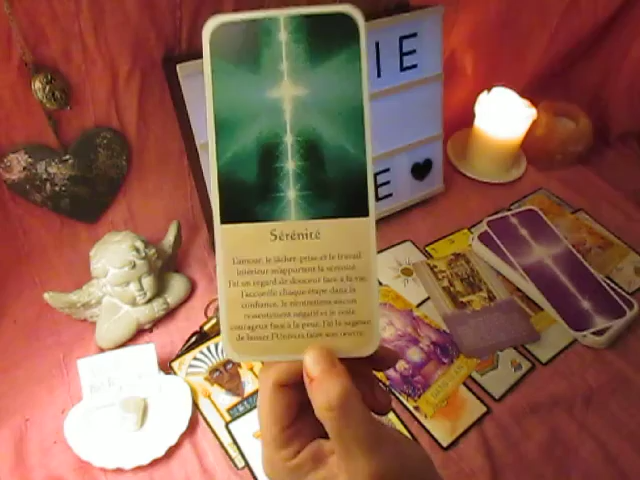 IE
E
Sérénité
L'amour, le lâcher-prise et le travail
intérieur m'apportent la sérénité.
J'ai un regard de douceur face à la vie,
j'accueille chaque étape dans la
confiance, je n'entretiens aucun
ressentiment négatif et je reste
courageux face à la peur. J'ai la sagesse
de laisser l'Univers faire son œuvre.